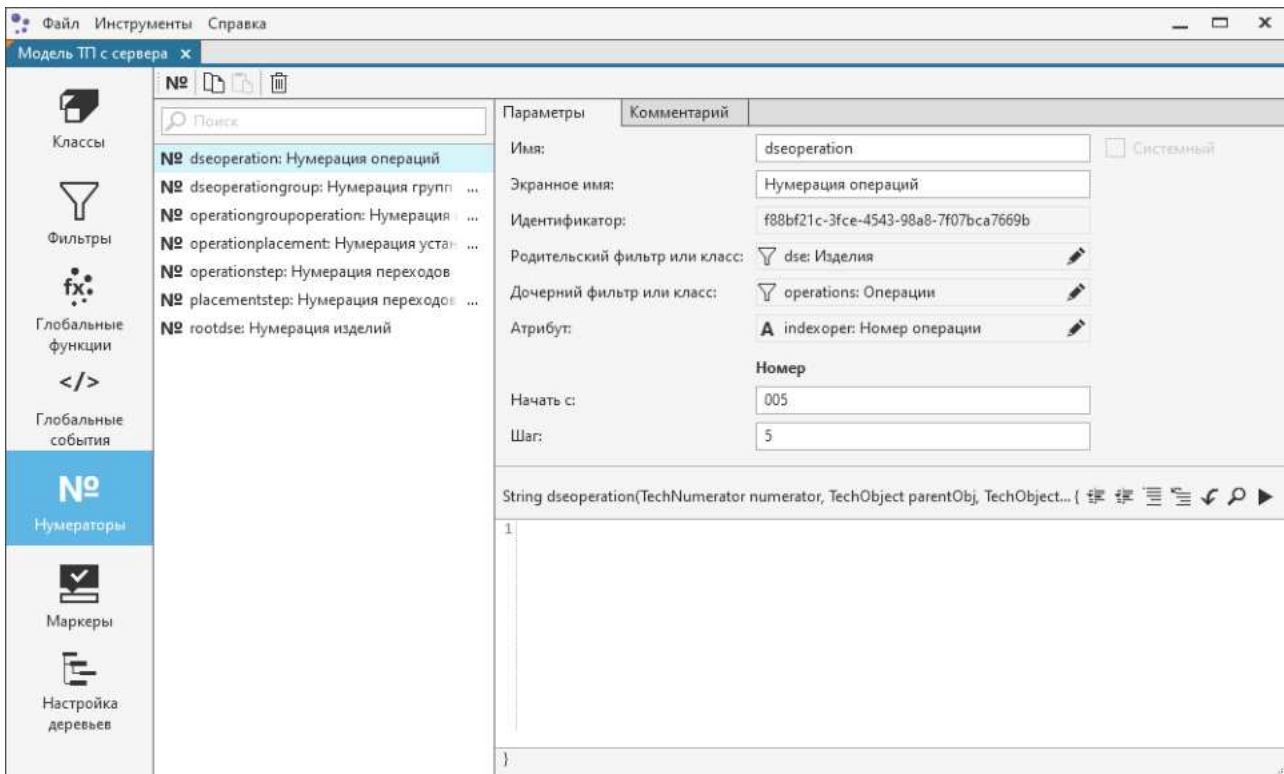 Файл Инструменты Справка
Модель ТП с сервера
Классы
Фильтры
Глобальные
функции
Глобальные
события
Нумераторы
Маркеры
Настройка
деревьев
№
Поиск
№ dseoperation: Нумерация операций
№ dseoperationgroup: Нумерация групп ...
№ operationgroupoperation: Нумерация ...
№ operationplacement: Нумерация ...
№ operationstep: Нумерация переходов
№ placementstep: Нумерация переходов ...
№ rootdse: Нумерация изделий
Параметры Комментарий
Имя: dseoperation Системный
Экранное имя: Нумерация операций
Идентификатор: f88bf21c-3fce-4543-98a8-7f07bca7669b
Родительский фильтр или класс: dse: Изделия
Дочерний фильтр или класс: operations: Операции
Атрибут: A indexoper: Номер операции
Номер
Начать с: 005
Шаг: 5
String dseoperation(TechNumerator numerator, TechObject parentObj, TechObject... {
1
}